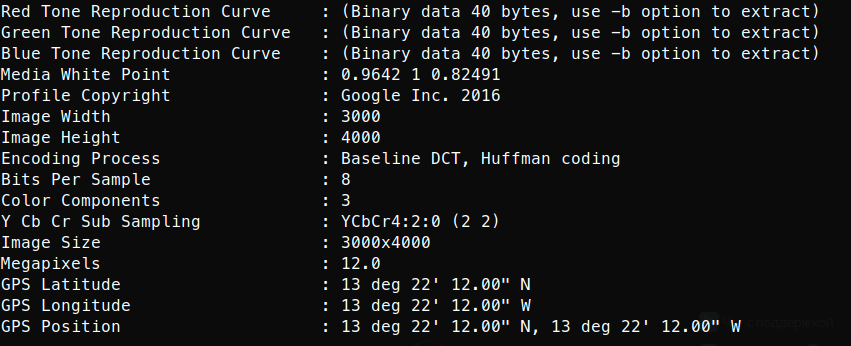 Red Tone Reproduction Curve : (Binary data 40 bytes, use -b option to extract)
Green Tone Reproduction Curve : (Binary data 40 bytes, use -b option to extract)
Blue Tone Reproduction Curve : (Binary data 40 bytes, use -b option to extract)
Media White Point : 0.9642 1 0.82491
Profile Copyright : Google Inc. 2016
Image Width : 3000
Image Height : 4000
Encoding Process : Baseline DCT, Huffman coding
Bits Per Sample : 8
Color Components : 3
Y Cb Cr Sub Sampling : YCbCr4:2:0 (2 2)
Image Size : 3000x4000
Megapixels : 12.0
GPS Latitude : 13 deg 22' 12.00" N
GPS Longitude : 13 deg 22' 12.00" W
GPS Position : 13 deg 22' 12.00" N, 13 deg 22' 12.00" W